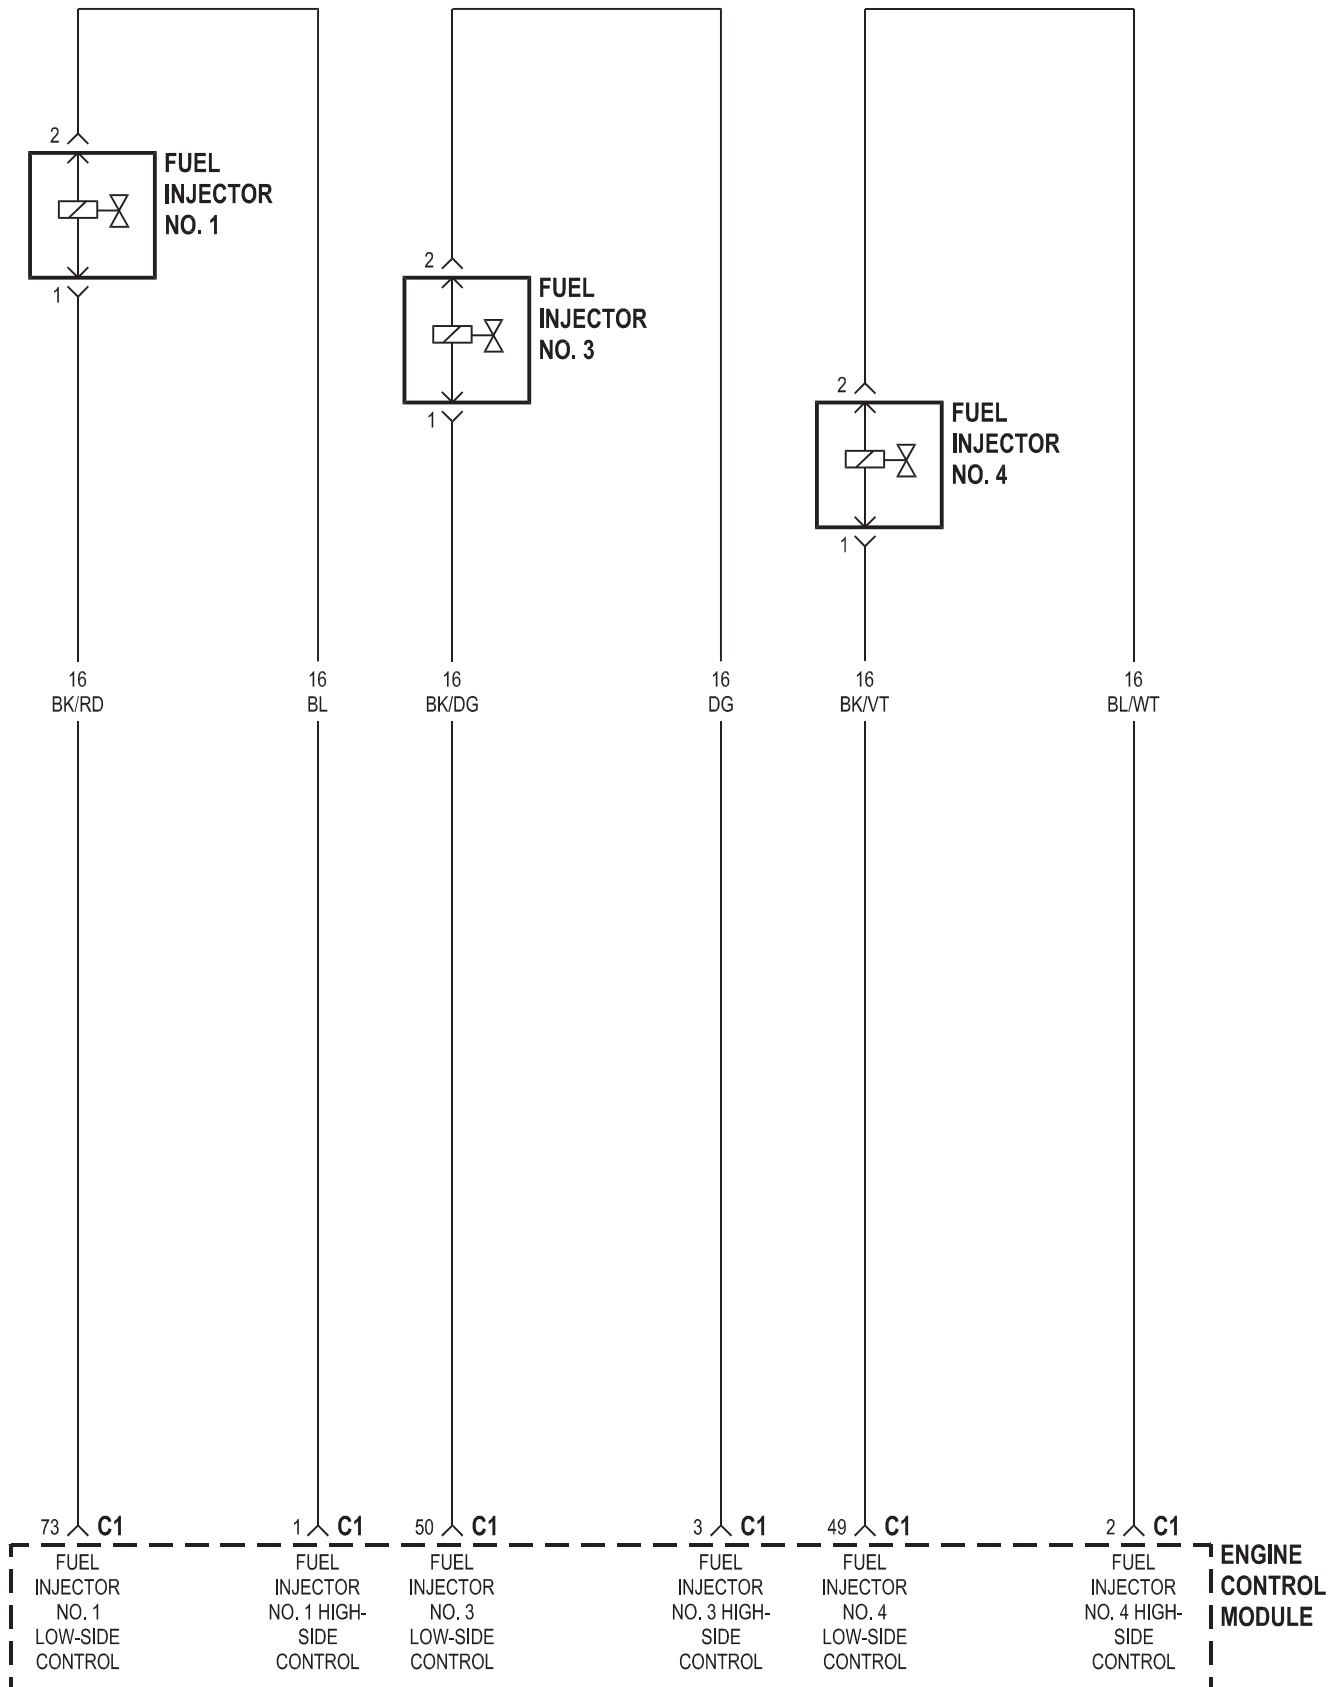 2
FUEL
INJECTOR
NO. 1
1
2
FUEL
INJECTOR
NO. 3
1
2
FUEL
INJECTOR
NO. 4
1
16
BK/RD
16
BL
16
BK/DG
16
DG
16
BK/VT
16
BL/WT
73 C1
1 C1
50 C1
3 C1
49 C1
2 C1
FUEL
INJECTOR
NO. 1
LOW-SIDE
CONTROL
FUEL
INJECTOR
NO. 1 HIGH-
SIDE
CONTROL
FUEL
INJECTOR
NO. 3
LOW-SIDE
CONTROL
FUEL
INJECTOR
NO. 3 HIGH-
SIDE
CONTROL
FUEL
INJECTOR
NO. 4
LOW-SIDE
CONTROL
FUEL
INJECTOR
NO. 4 HIGH-
SIDE
CONTROL
ENGINE
CONTROL
MODULE